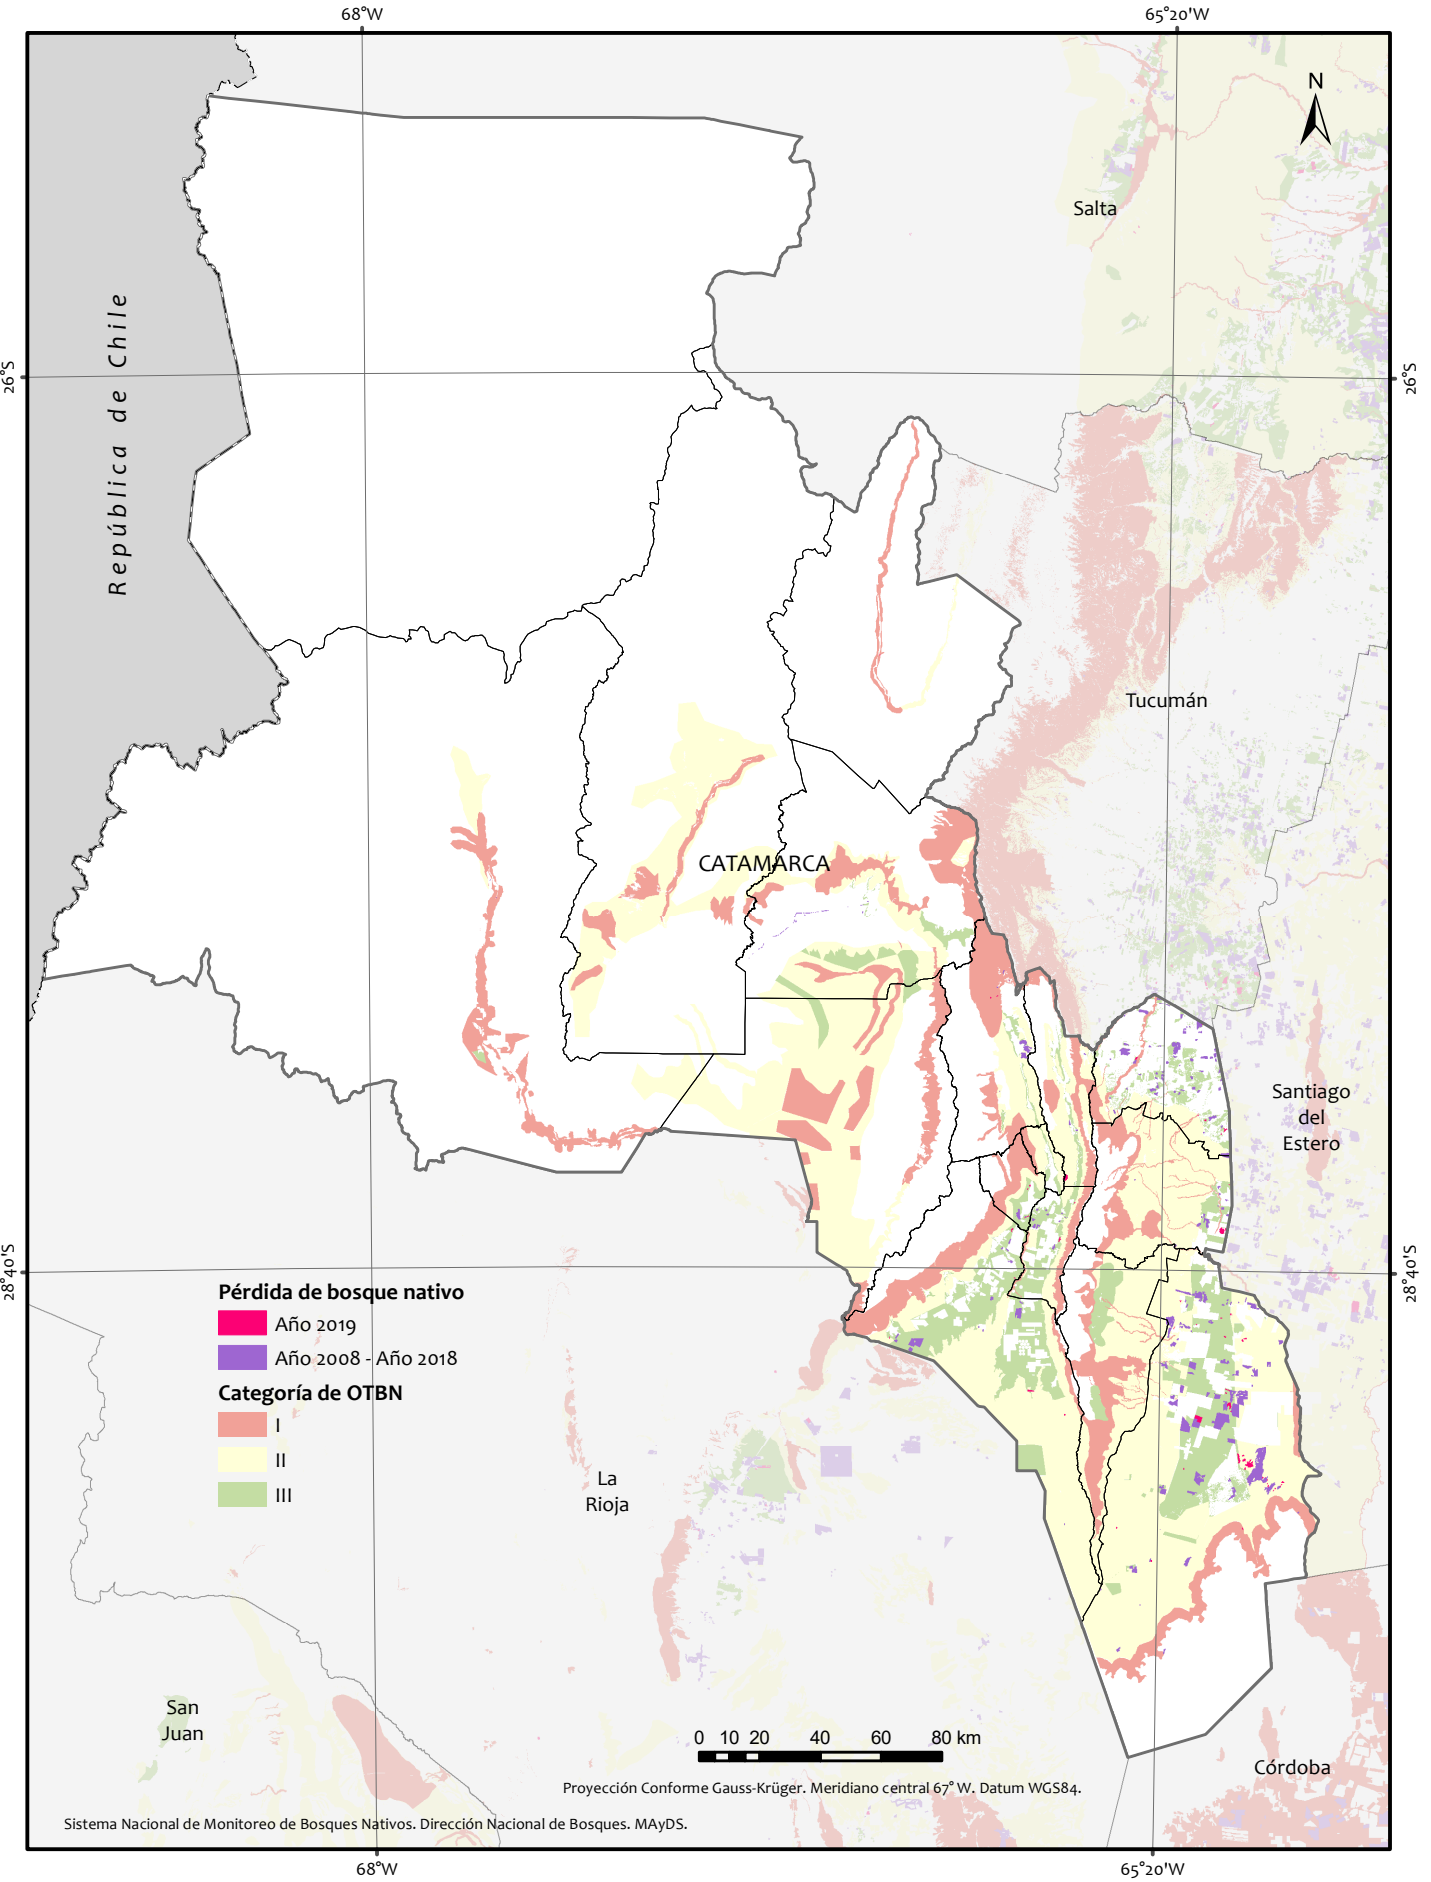 68°W
65°20'W
N
Salta
República de Chile
26°S
26°S
Tucumán
CATAMARCA
Santiago
del
Estero
28°40'S
28°40'S
Pérdida de bosque nativo
Año 2019
Año 2008 - Año 2018
Categoría de OTBN
I
II
III
La
Rioja
San
Juan
0 10 20 40 60 80 km
Córdoba
Proyección Conforme Gauss-Krüger. Meridiano central 67° W. Datum WGS84.
Sistema Nacional de Monitoreo de Bosques Nativos. Dirección Nacional de Bosques. MAyDS.
68°W
65°20'W